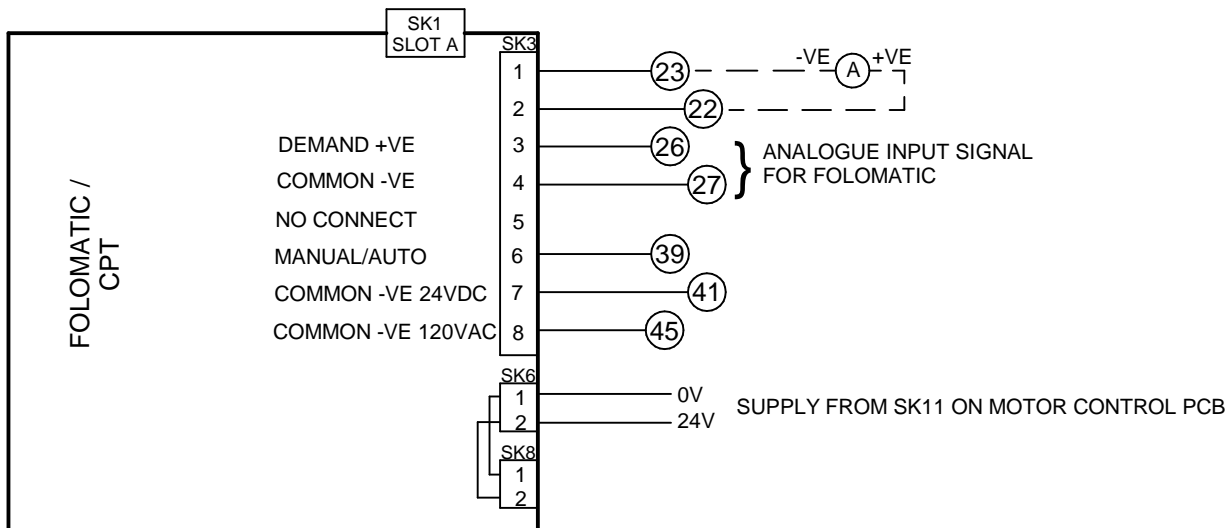 SK1
SLOT A
SK3
1
23
-VE
A
+VE
2
22
DEMAND +VE
3
26
ANALOGUE INPUT SIGNAL
FOR FOLOMATIC
COMMON -VE
4
27
NO CONNECT
5
MANUAL/AUTO
6
39
COMMON -VE 24VDC
7
41
COMMON -VE 120VAC
8
45
FOLOMATIC /
CPT
SK6
1
0V
2
24V
SUPPLY FROM SK11 ON MOTOR CONTROL PCB
SK8
1
2